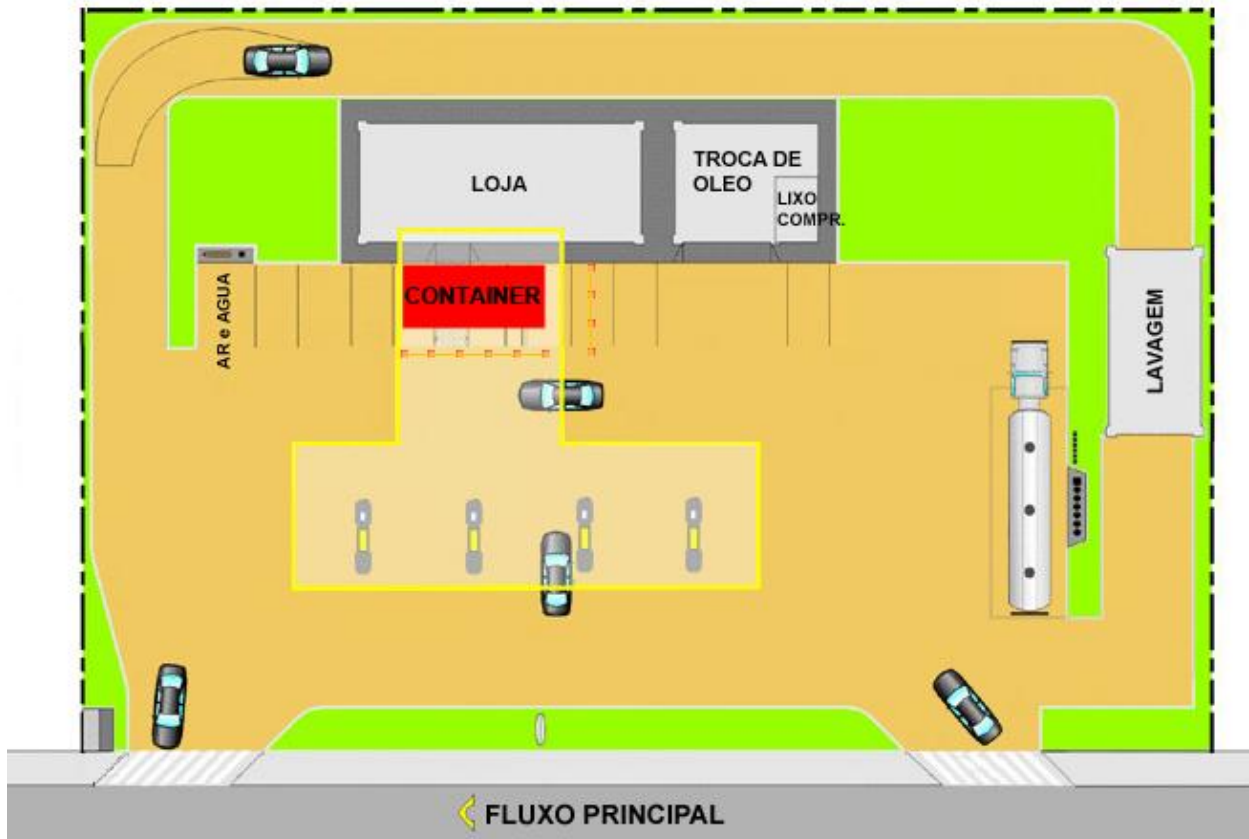 LOJA
TROCA DE
OLEO
LIXO
COMPR.
AR e AGUA
CONTAINER
LAVAGEM
FLUXO PRINCIPAL